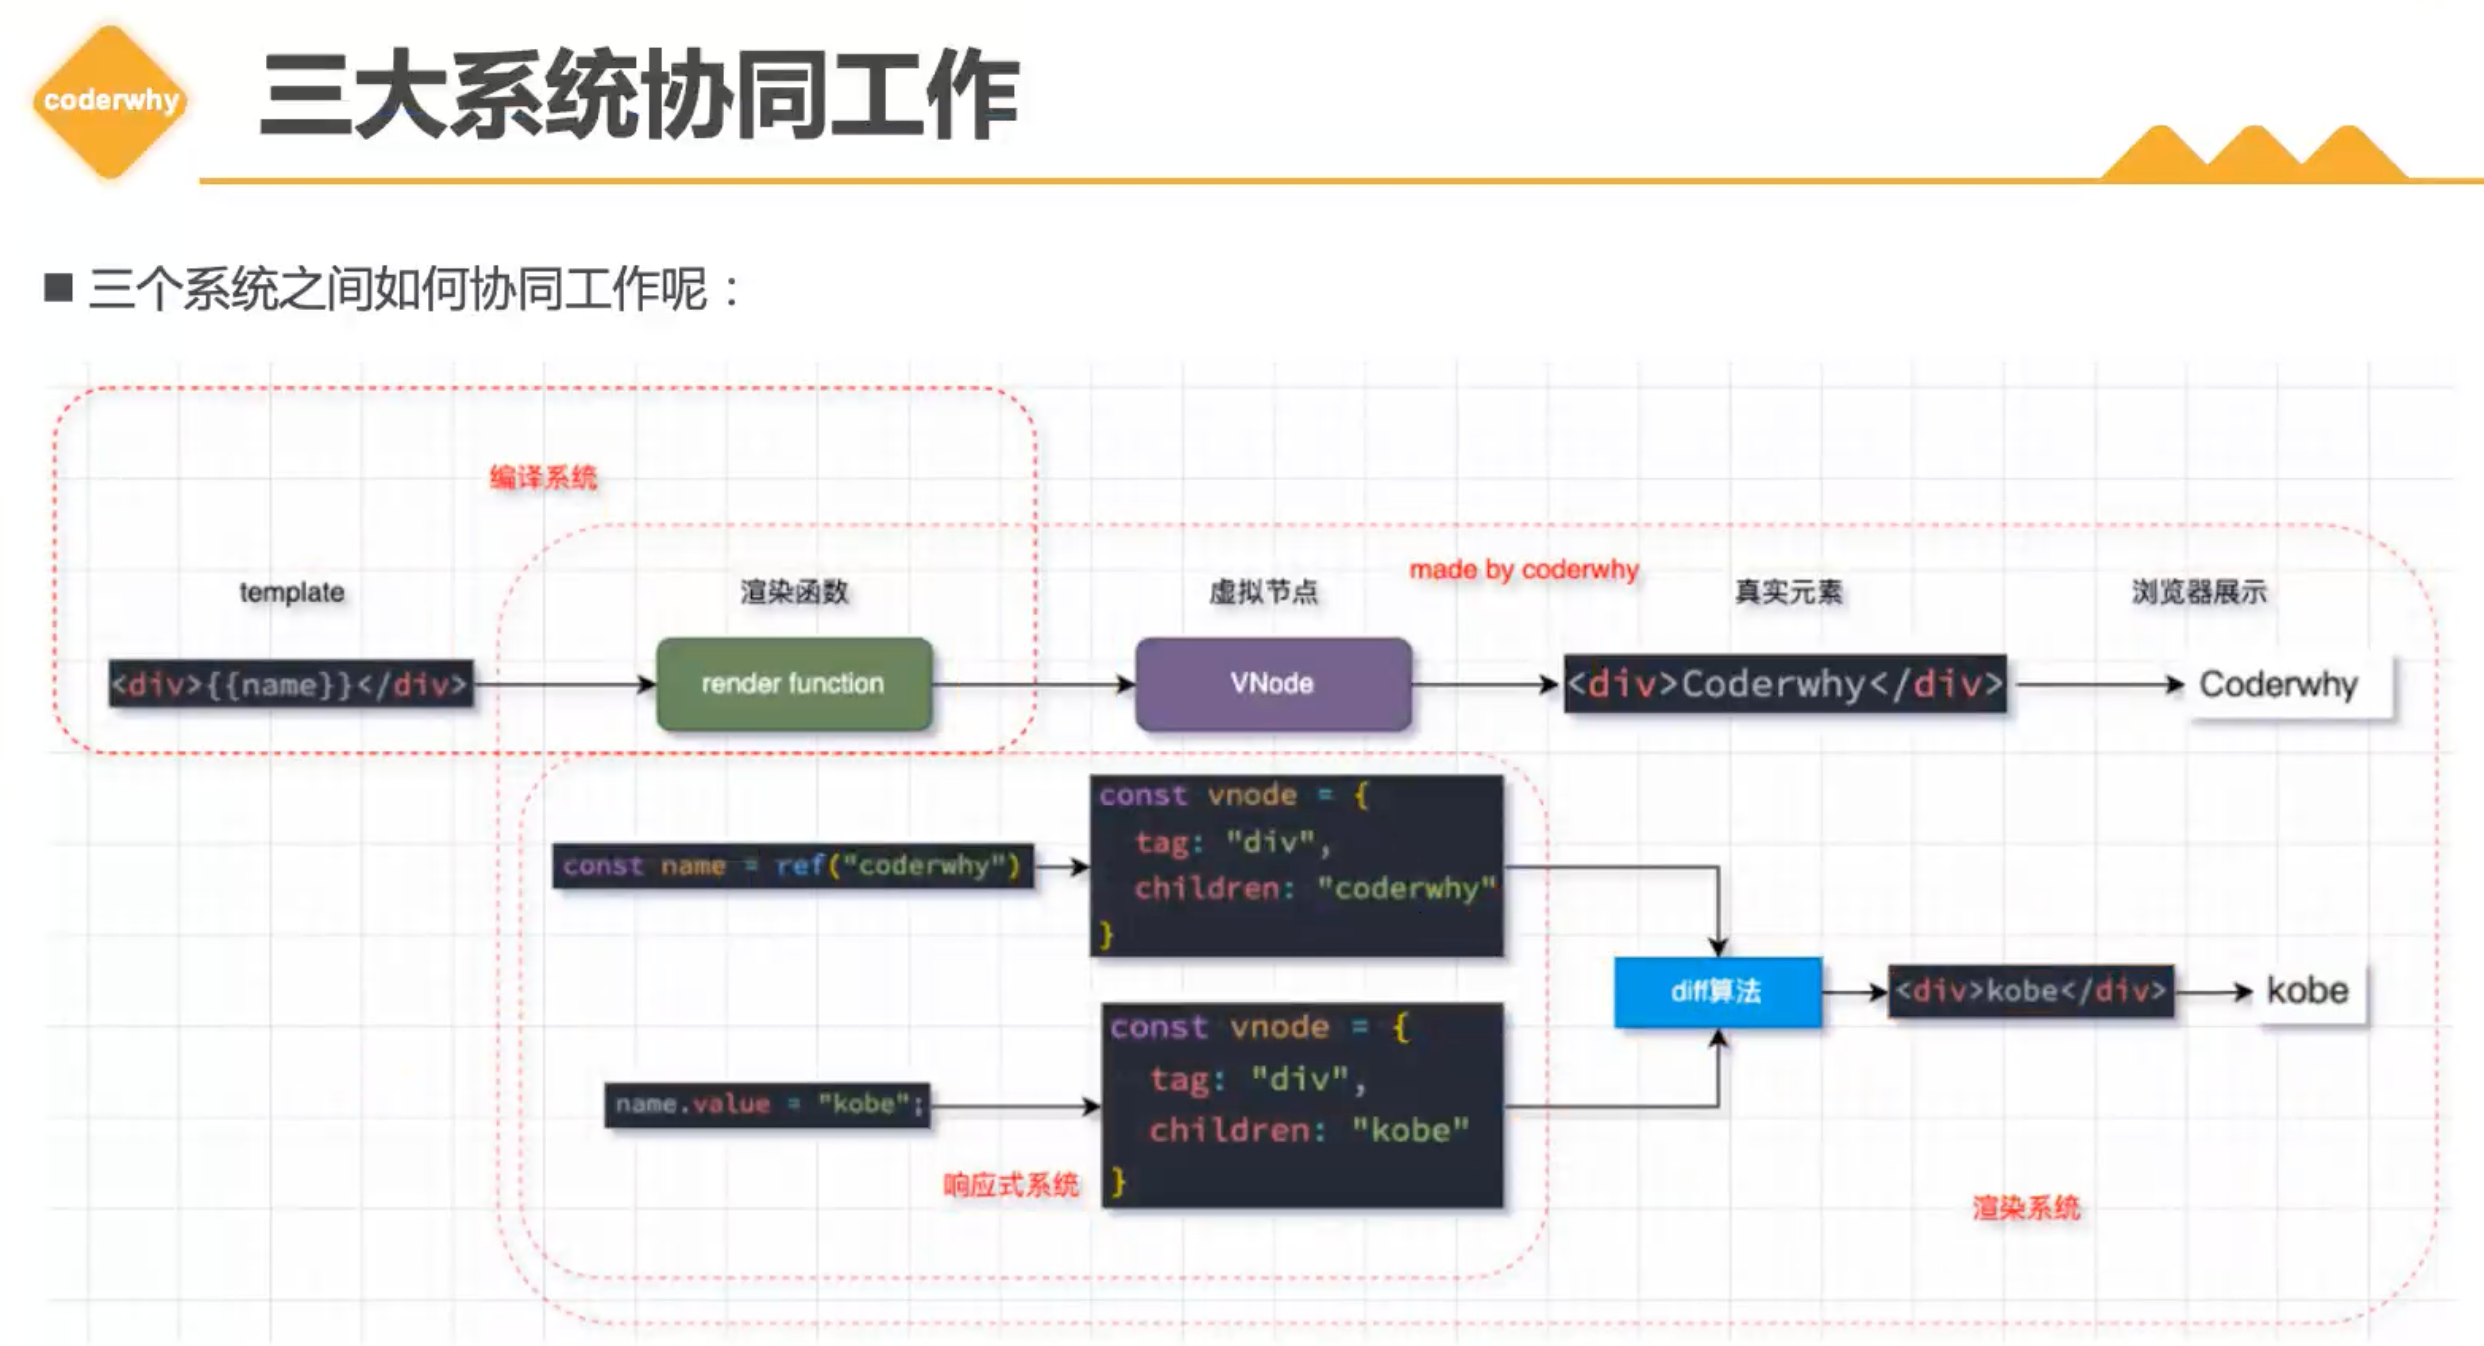 coderwhy
三大系统协同工作
■ 三个系统之间如何协同工作呢：
编译系统
made by coderwhy
template
渲染函数
虚拟节点
真实元素
浏览器展示
<div>{{name}}</div>
render function
VNode
<div>Coderwhy</div>
Coderwhy
const name = ref("coderwhy")
const vnode = {
tag: "div",
children: "coderwhy"
}
diff算法
<div>kobe</div>
kobe
name.value = "kobe";
const vnode = {
tag: "div",
children: "kobe"
}
响应式系统
渲染系统